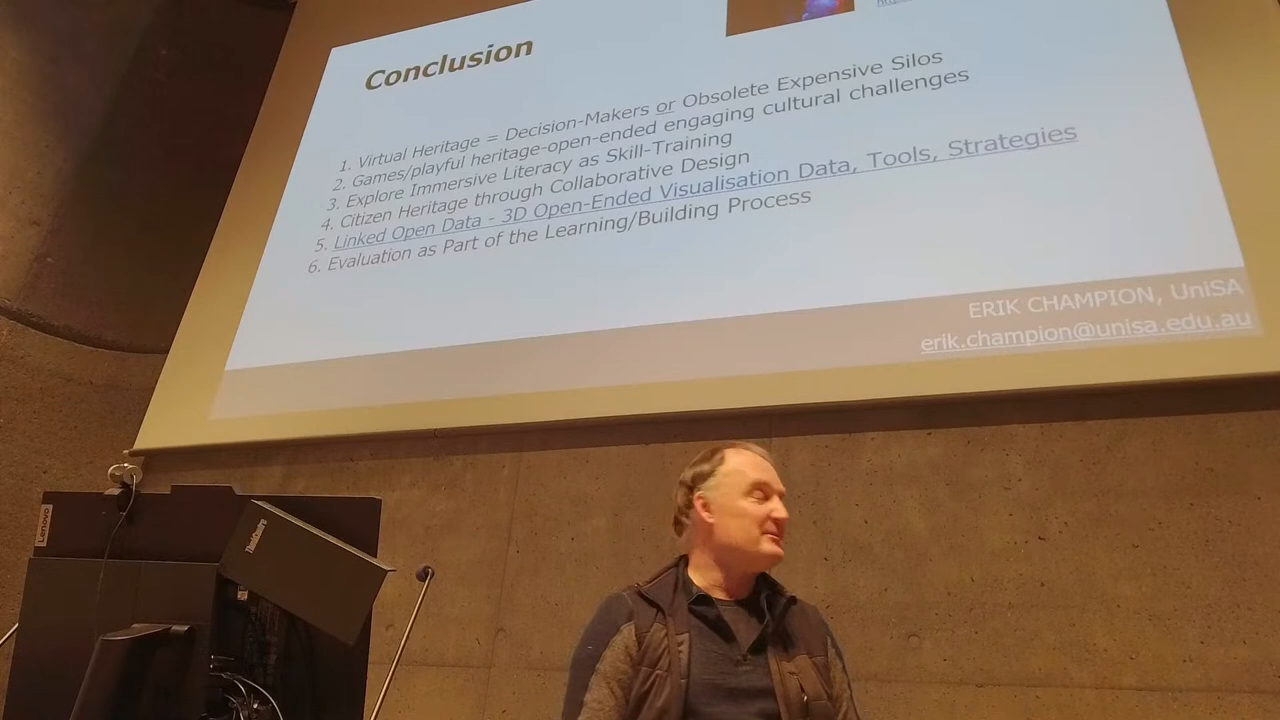 Conclusion
1. Virtual Heritage = Decision-Makers or Obsolete Expensive Silos
2. Games/playful heritage-open-ended engaging cultural challenges
3. Explore Immersive Literacy as Skill-Training
4. Citizen Heritage through Collaborative Design
5. Linked Open Data - 3D Open-Ended Visualisation Data, Tools, Strategies
6. Evaluation as Part of the Learning/Building Process
ERIK CHAMPION, UniSA
erik.champion@unisa.edu.au
Lenovo
ThinkCentre